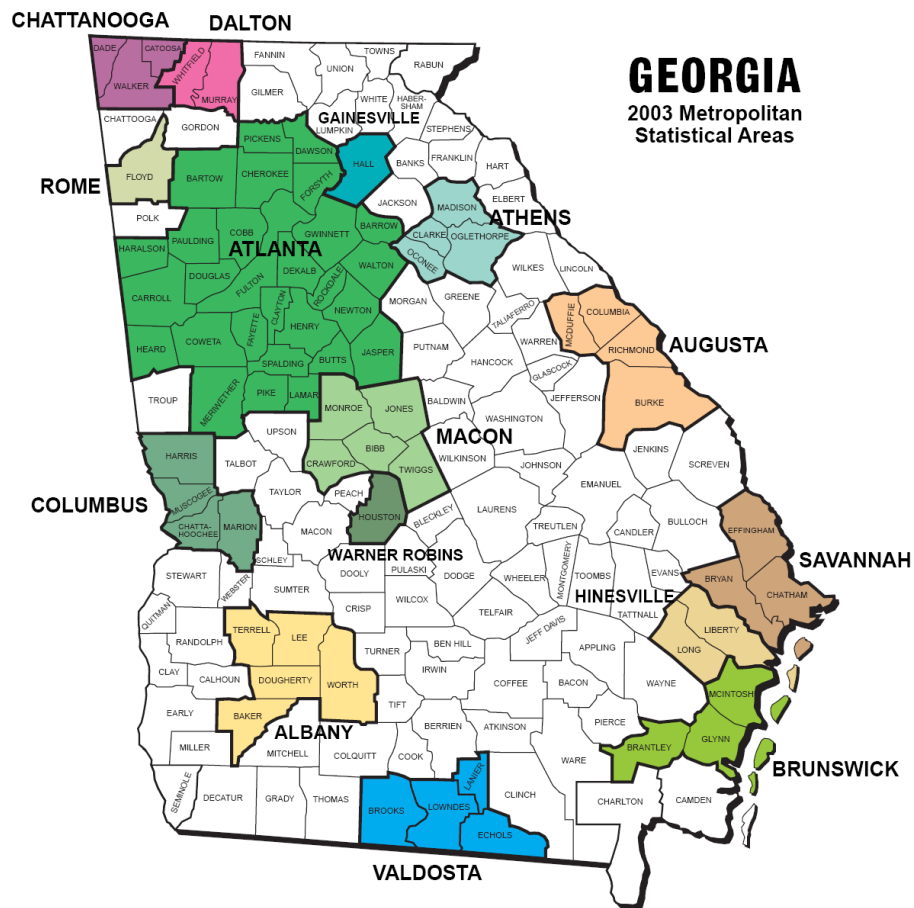 CHATTANOOGA
DALTON
GEORGIA
2003 Metropolitan
Statistical Areas
DADE
CATOOSA
WALKER
WHITFIELD
MURRAY
FANNIN
GILMER
UNION
TOWNS
RABUN
WHITE
HABER-
SHAM
LUMPKIN
STEPHENS
CHATTOOGA
GORDON
PICKENS
DAWSON
GAINESVILLE
HALL
BANKS
FRANKLIN
HART
ROME
FLOYD
BARTOW
CHEROKEE
FORSYTH
JACKSON
MADISON
ELBERT
ATHENS
POLK
HARALSON
PAULDING
COBB
ATLANTA
GWINNETT
BARROW
CLARKE
OGLETHORPE
OCONEE
DOUGLAS
FULTON
DEKALB
ROCKDALE
WALTON
WILKES
LINCOLN
CARROLL
CLAYTON
NEWTON
MORGAN
GREENE
TALIAFERRO
MCDUFFIE
COLUMBIA
HEARD
COWETA
FAYETTE
HENRY
SPALDING
BUTTS
JASPER
PUTNAM
HANCOCK
WARREN
RICHMOND
AUGUSTA
GLASCOCK
TROUP
MERIWETHER
PIKE
LAMAR
MONROE
JONES
BALDWIN
WASHINGTON
JEFFERSON
BURKE
UPSON
BIBB
MACON
WILKINSON
CRAWFORD
TWIGGS
HARRIS
TALBOT
JOHNSON
JENKINS
SCREVEN
EMANUEL
COLUMBUS
MUSCOGEE
CHATTA-
HOOCHEE
MARION
TAYLOR
PEACH
HOUSTON
BLECKLEY
LAURENS
TREUTLEN
CANDLER
BULLOCH
EFFINGHAM
MACON
WARNER ROBINS
SCHLEY
STEWART
WEBSTER
SUMTER
DOOLY
PULASKI
DODGE
WHEELER
MONTGOMERY
TOOMBS
EVANS
BRYAN
SAVANNAH
CHATHAM
QUITMAN
CRISP
WILCOX
TELFAIR
HINESVILLE
TATTNALL
RANDOLPH
TERRELL
LEE
TURNER
BEN HILL
JEFF DAVIS
APPLING
LIBERTY
LONG
CLAY
CALHOUN
DOUGHERTY
WORTH
IRWIN
COFFEE
BACON
WAYNE
MCINTOSH
EARLY
BAKER
ALBANY
TIFT
BERRIEN
ATKINSON
PIERCE
BRANTLEY
GLYNN
MILLER
MITCHELL
COLQUITT
COOK
WARE
BRUNSWICK
SEMINOLE
DECATUR
GRADY
THOMAS
BROOKS
LOWNDES
LANIER
ECHOLS
CLINCH
CHARLTON
CAMDEN
VALDOSTA